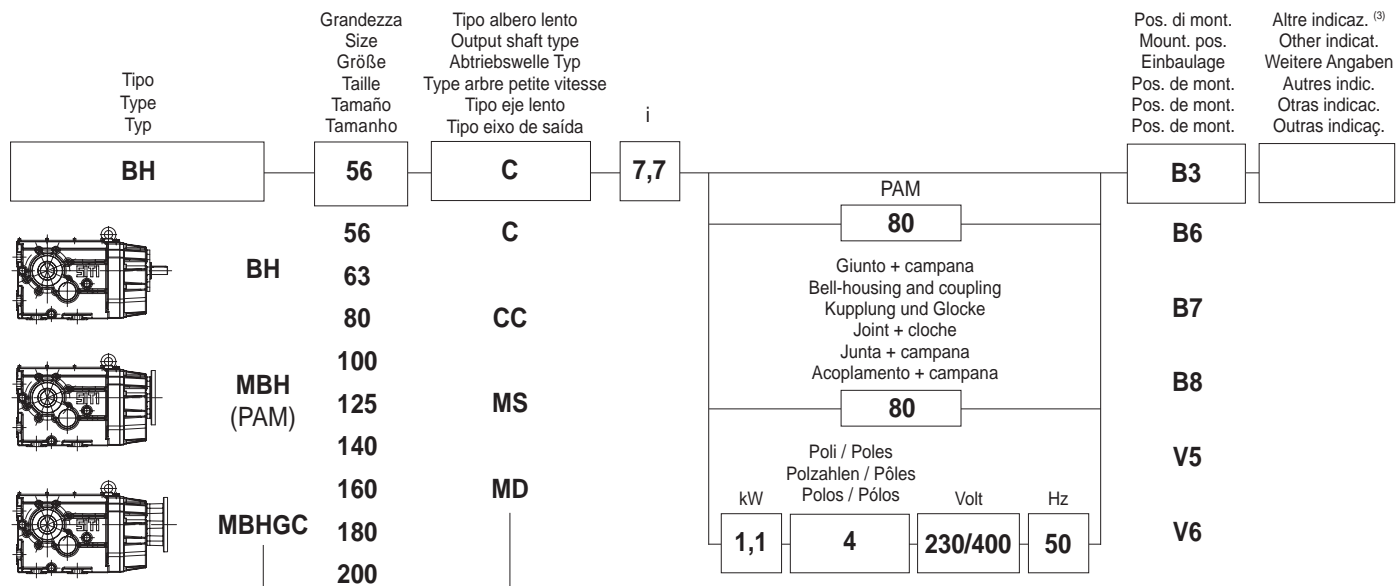 Tipo
Type
Typ
Grandezza
Size
Größe
Taille
Tamaño
Tamanho
Tipo albero lento
Output shaft type
Abtriebswelle Typ
Type arbre petite vitesse
Tipo eje lento
Tipo eixo de saída
i
Pos. di mont.
Mount. pos.
Einbaulage
Pos. de mont.
Pos. de mont.
Pos. de mont.
Altre indicaz. (3)
Other indicat.
Weitere Angaben
Autres indic.
Otras indicac.
Outras indicaç.
BH
56
C
7,7
B3
BH
MBH
(PAM)
MBHGC
56
63
80
100
125
140
160
180
200
C
CC
MS
MD
PAM
80
Giunto + campana
Bell-housing and coupling
Kupplung und Glocke
Joint + cloche
Junta + campana
Acoplamento + campana
80
kW
Poli / Poles
Polzahlen / Pôles
Polos / Pólos
Volt
Hz
1,1
4
230/400
50
B6
B7
B8
V5
V6